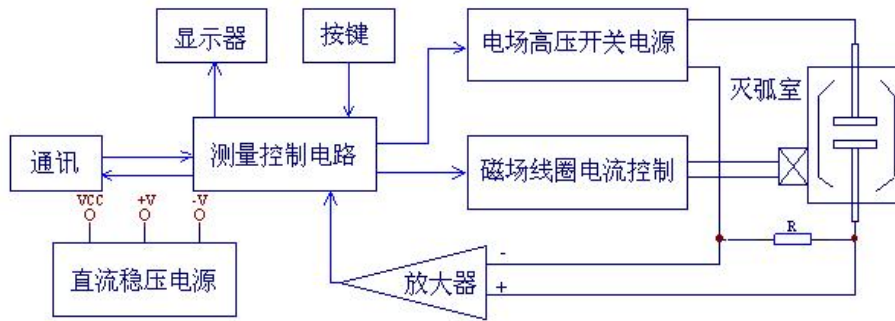 显示器
按键
电场高压开关电源
灭弧室
通讯
测量控制电路
磁场线圈电流控制
VCC
+V
-V
R
直流稳压电源
放大器
-
+